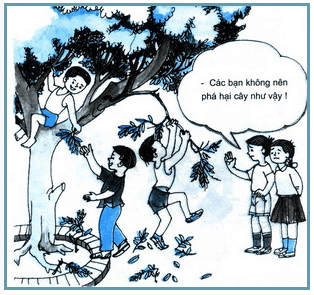 - Các bạn không nên
phá hại cây như vậy !